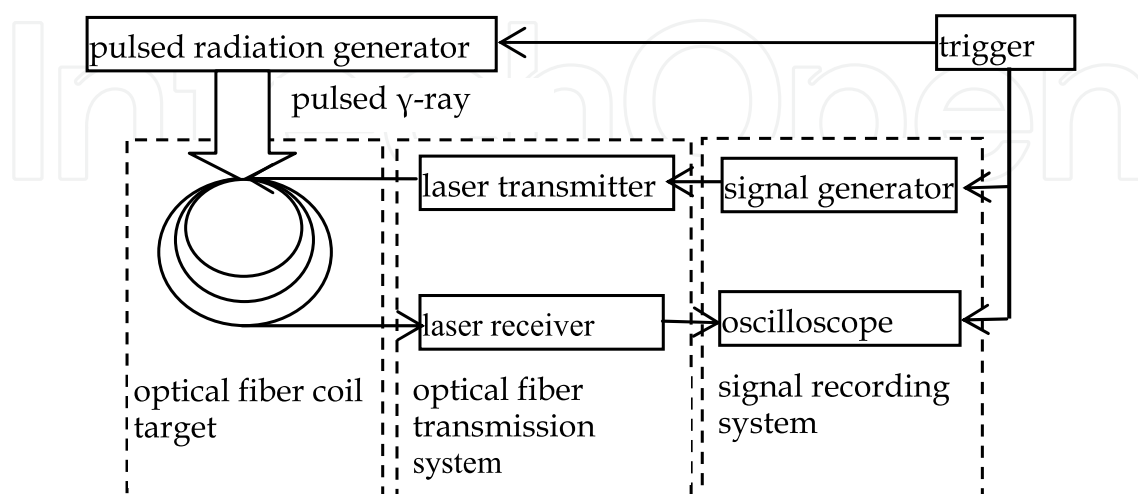 IntechOpen
pulsed radiation generator
trigger
pulsed γ-ray
laser transmitter
signal generator
laser receiver
oscilloscope
optical fiber coil
target
optical fiber
transmission
system
signal recording
system